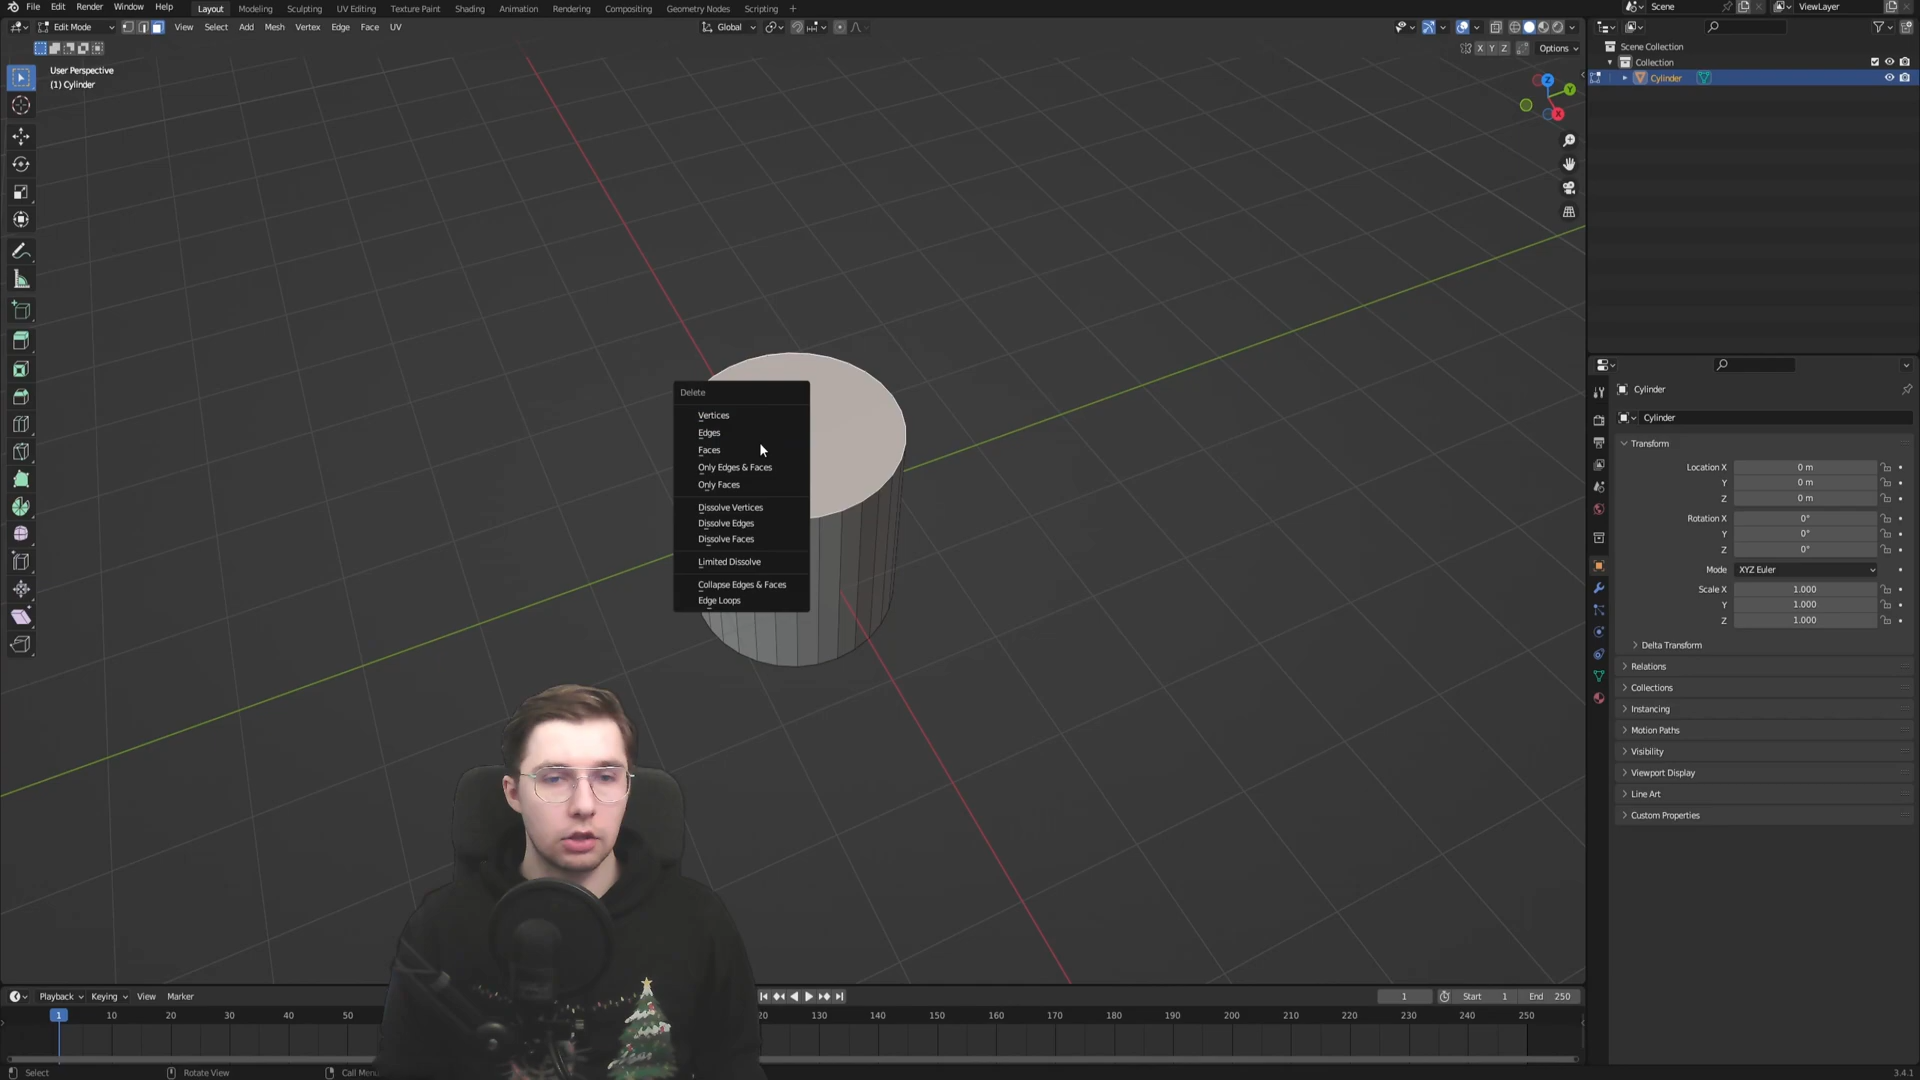 File Edit Render Window Help Layout Modeling Sculpting UV Editing Texture Paint Shading Animation Rendering Compositing Geometry Nodes Scripting + Scene ViewLayer
Edit Mode View Select Add Mesh Vertex Edge Face UV Global
X Y Z Options
User Perspective
(1) Cylinder
Z
Y
X
Scene Collection
Collection
Cylinder
Delete
Vertices
Edges
Faces
Only Edges & Faces
Only Faces
Dissolve Vertices
Dissolve Edges
Dissolve Faces
Limited Dissolve
Collapse Edges & Faces
Edge Loops
Cylinder
Cylinder
Transform
Location X 0 m
Y 0 m
Z 0 m
Rotation X 0°
Y 0°
Z 0°
Mode XYZ Euler
Scale X 1.000
Y 1.000
Z 1.000
Delta Transform
Relations
Collections
Instancing
Motion Paths
Visibility
Viewport Display
Line Art
Custom Properties
Playback Keying View Marker 1 Start 1 End 250
1 10 20 30 40 50 20 130 140 150 160 170 180 190 200 210 220 230 240 250
Select Rotate View Call Menu 3.4.1